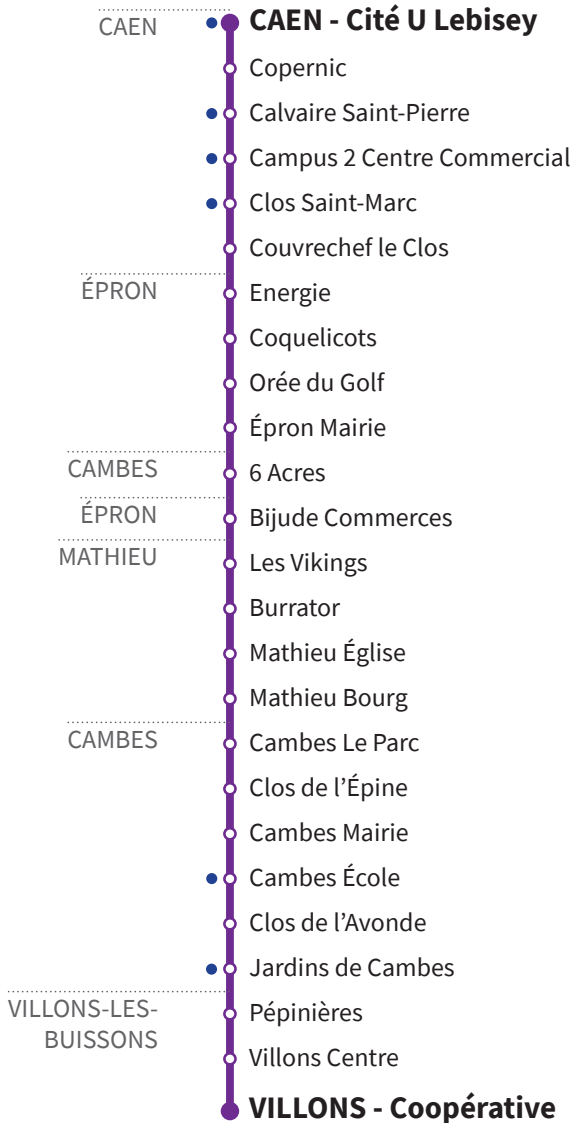 CAEN
CAEN - Cité U Lebisey
Copernic
Calvaire Saint-Pierre
Campus 2 Centre Commercial
Clos Saint-Marc
Couvrechef le Clos
ÉPRON
Energie
Coquelicots
Orée du Golf
Épron Mairie
CAMBES
6 Acres
ÉPRON
Bijude Commerces
MATHIEU
Les Vikings
Burrator
Mathieu Église
Mathieu Bourg
CAMBES
Cambes Le Parc
Clos de l’Épine
Cambes Mairie
Cambes École
Clos de l’Avonde
Jardins de Cambes
VILLONS-LES-
BUISSONS
Pépinières
Villons Centre
VILLONS - Coopérative